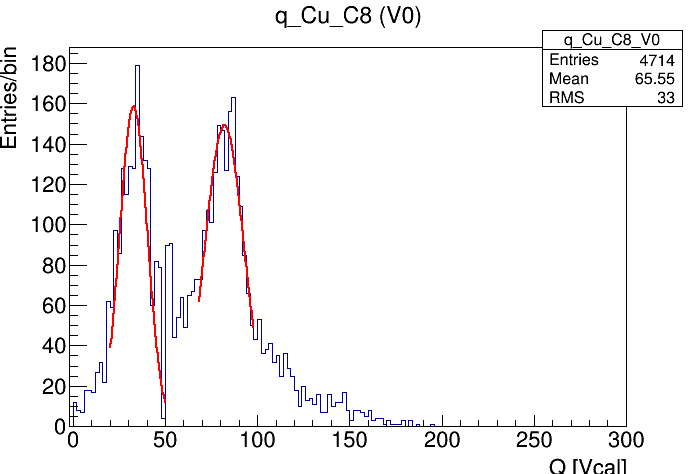 q_Cu_C8 (V0)
q_Cu_C8_V0
Entries 4714
Mean 65.55
RMS 33
Entries/bin
180
160
140
120
100
80
60
40
20
0
0 50 100 150 200 250 300
Q [Vcal]